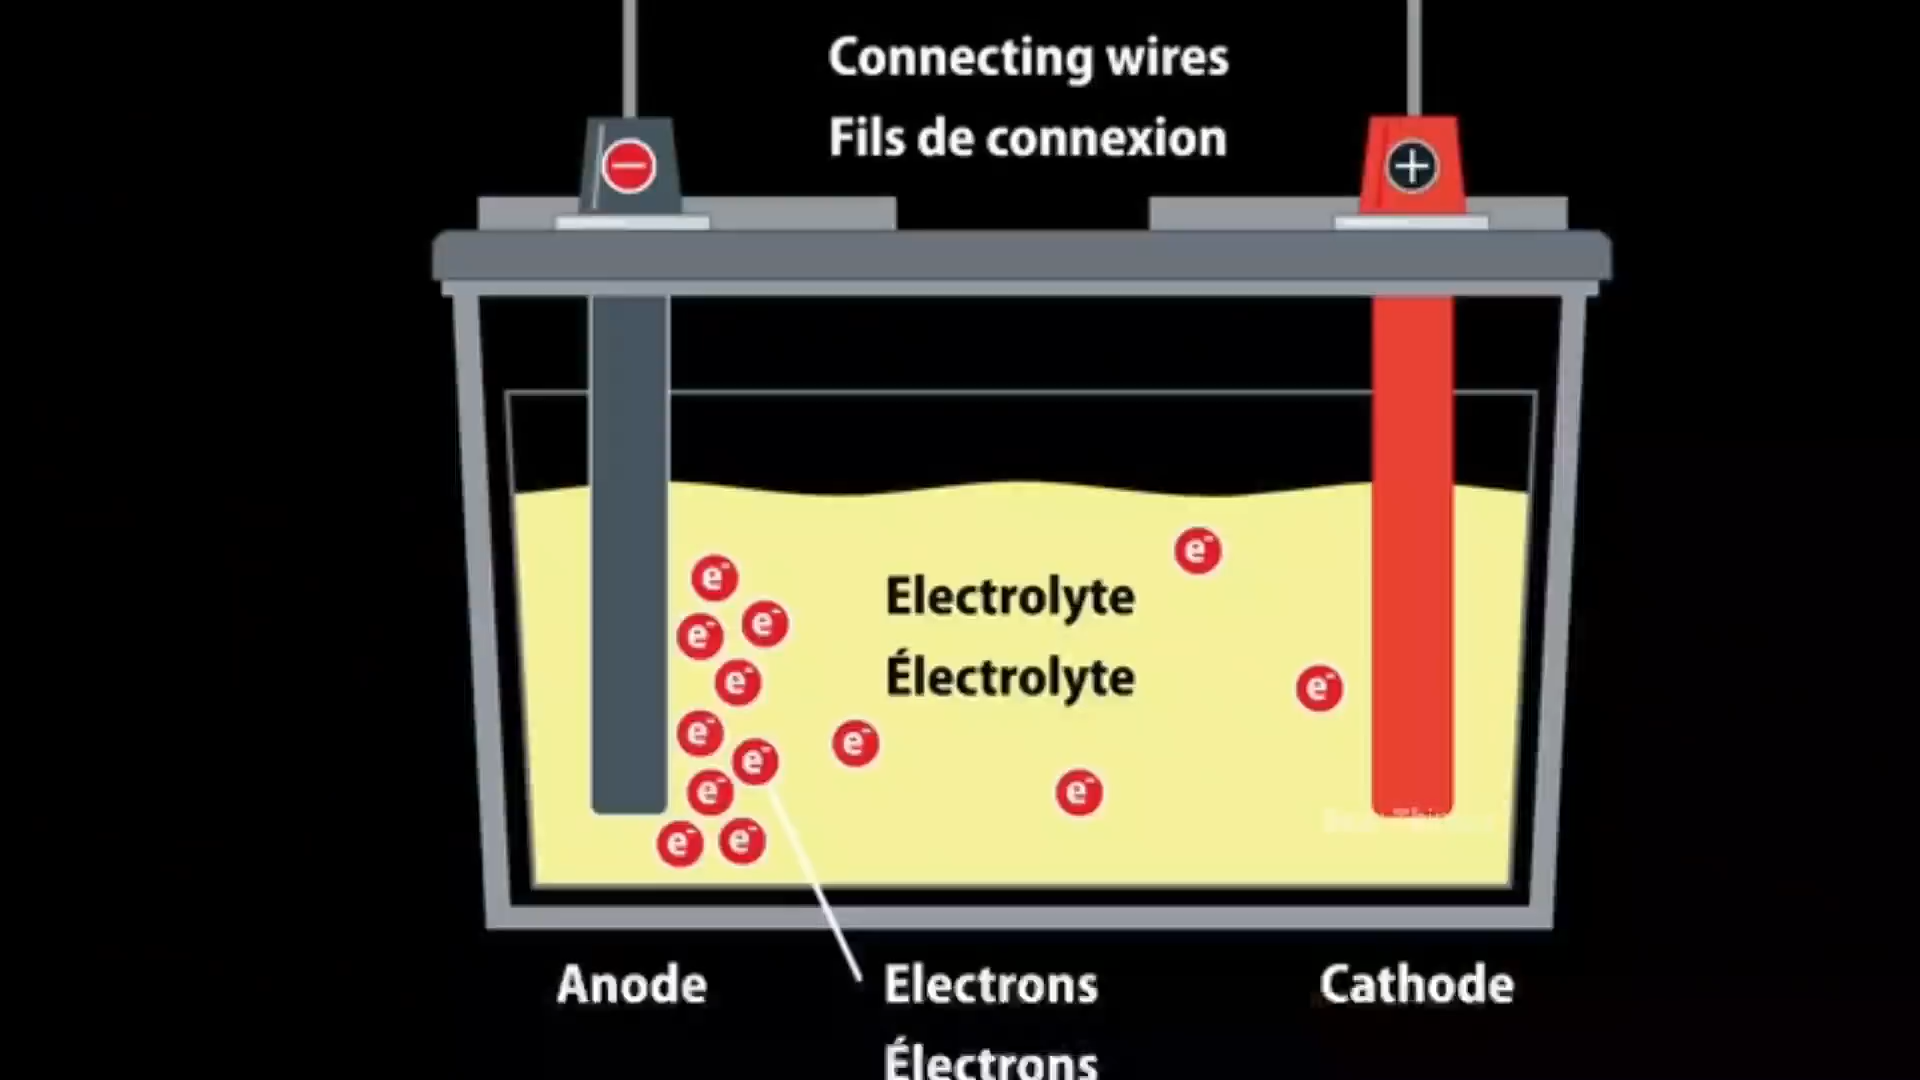 Connecting wires
Fils de connexion
−
+
Electrolyte
Électrolyte
e⁻
e⁻
e⁻
e⁻
e⁻
e⁻
e⁻
e⁻
e⁻
e⁻
e⁻
e⁻
e⁻
Anode
Electrons
Cathode
Électrons